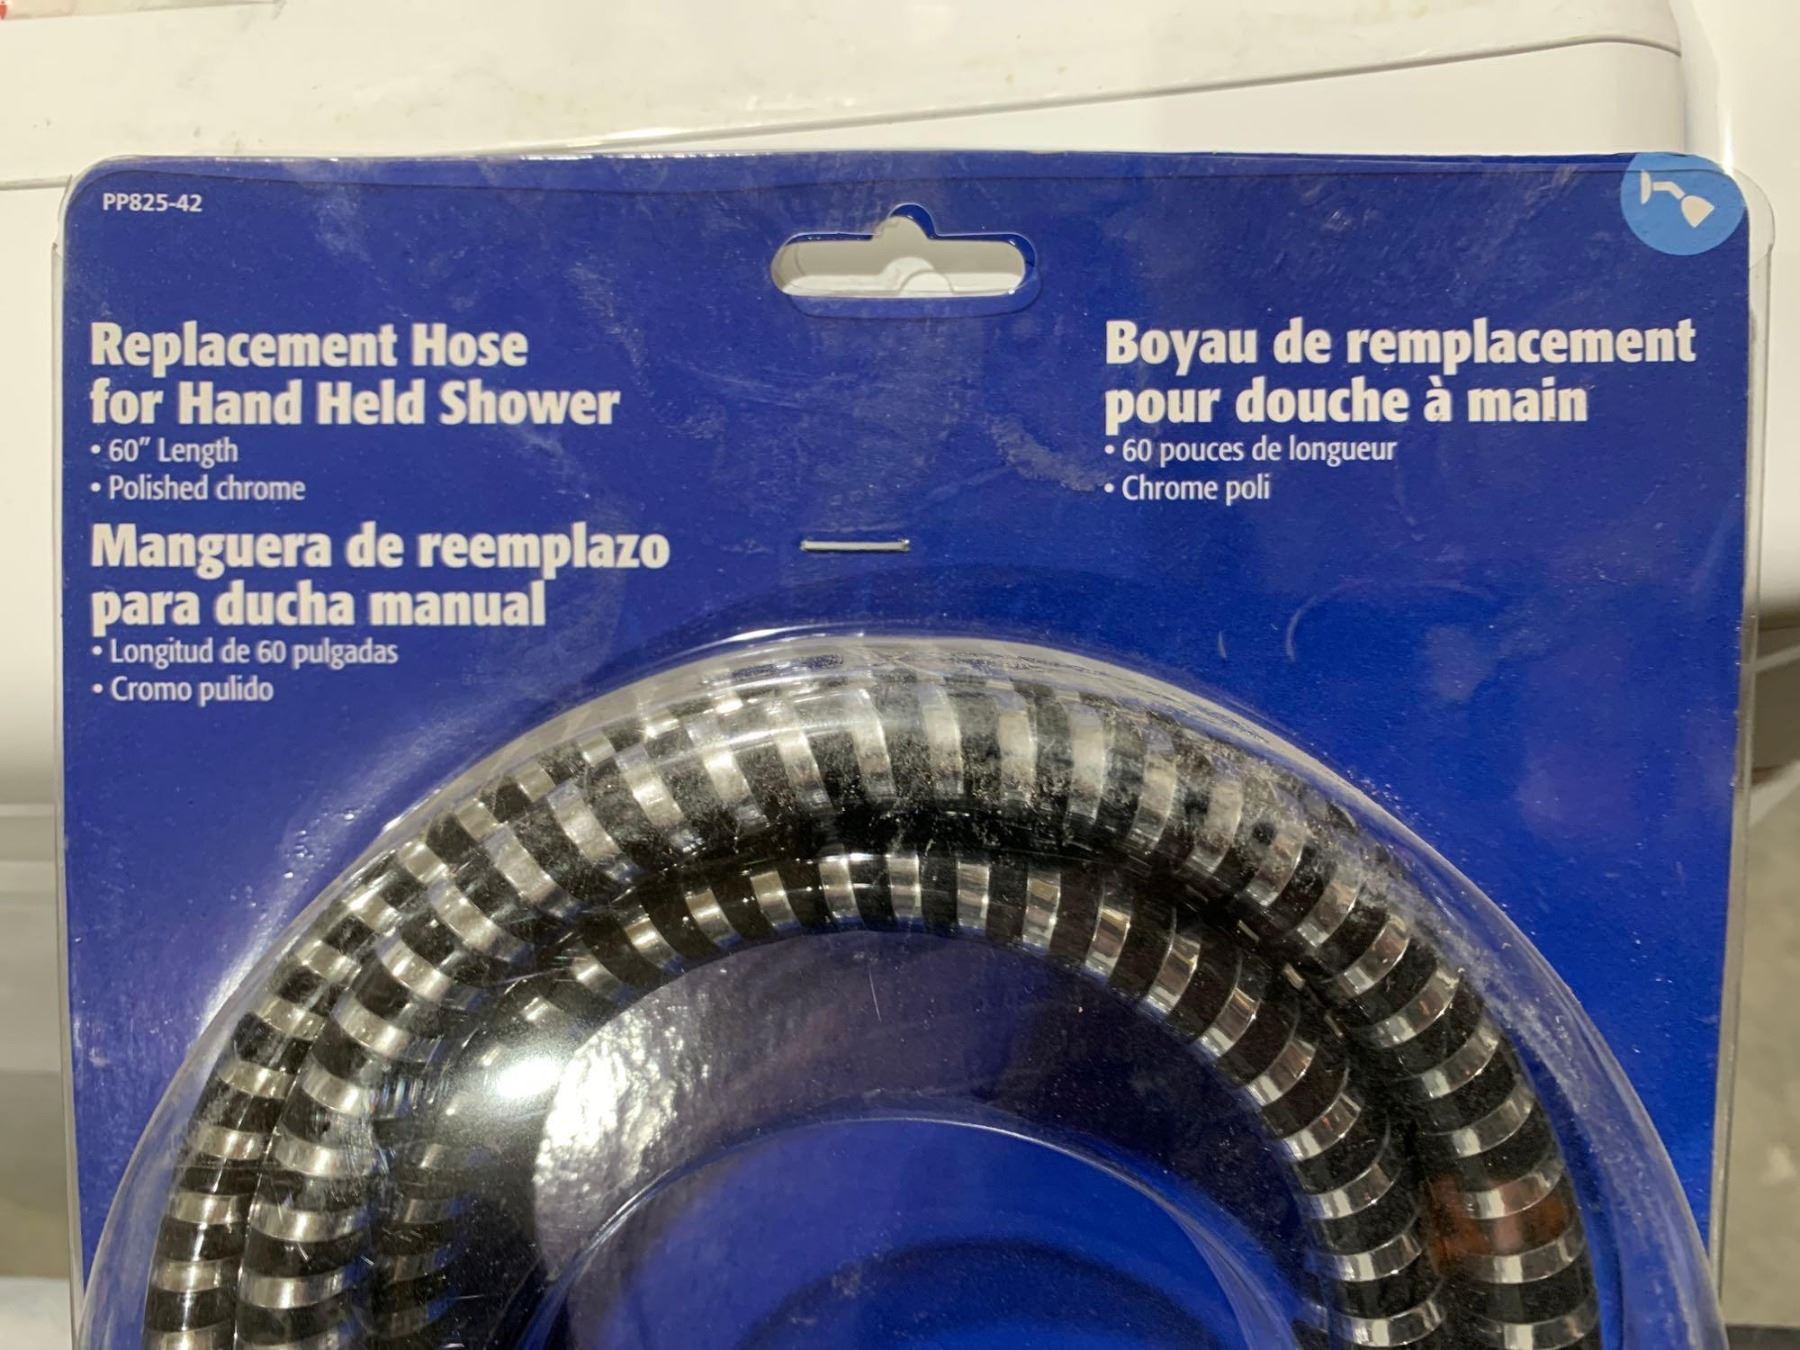 PP825-42
Replacement Hose
for Hand Held Shower
• 60" Length
• Polished chrome
Manguera de reemplazo
para ducha manual
• Longitud de 60 pulgadas
• Cromo pulido
Boyau de remplacement
pour douche à main
• 60 pouces de longueur
• Chrome poli